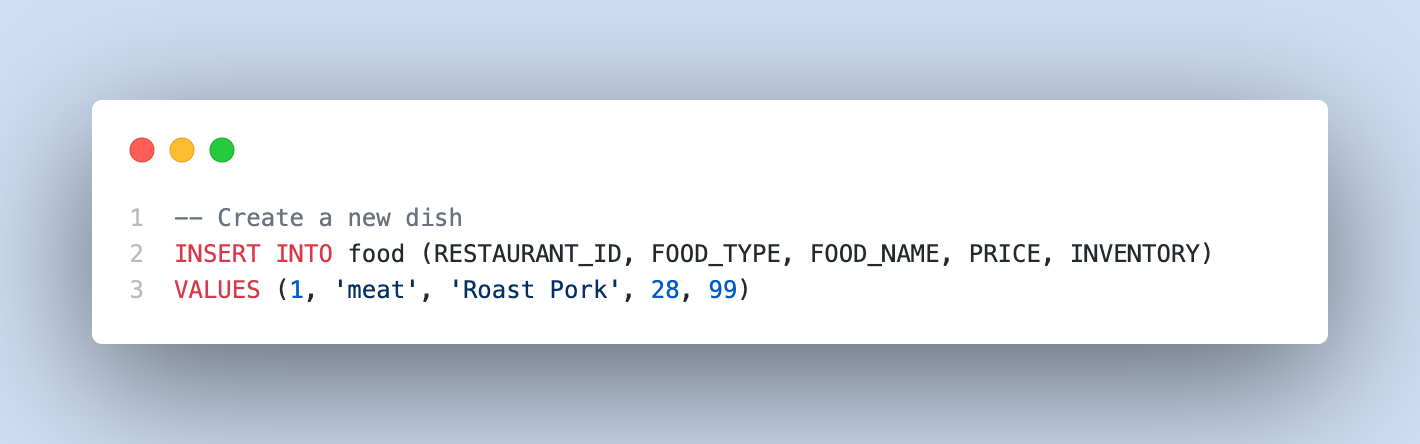 1 -- Create a new dish
2 INSERT INTO food (RESTAURANT_ID, FOOD_TYPE, FOOD_NAME, PRICE, INVENTORY)
3 VALUES (1, 'meat', 'Roast Pork', 28, 99)